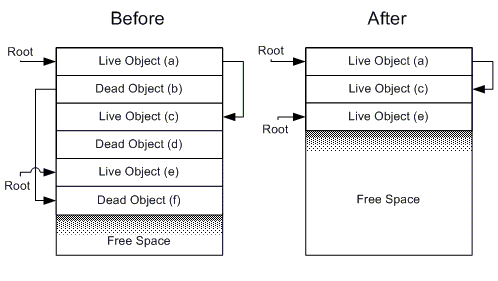 Before
Root
Live Object (a)
Dead Object (b)
Live Object (c)
Dead Object (d)
Live Object (e)
Root
Dead Object (f)
Free Space
After
Root
Live Object (a)
Live Object (c)
Live Object (e)
Root
Free Space